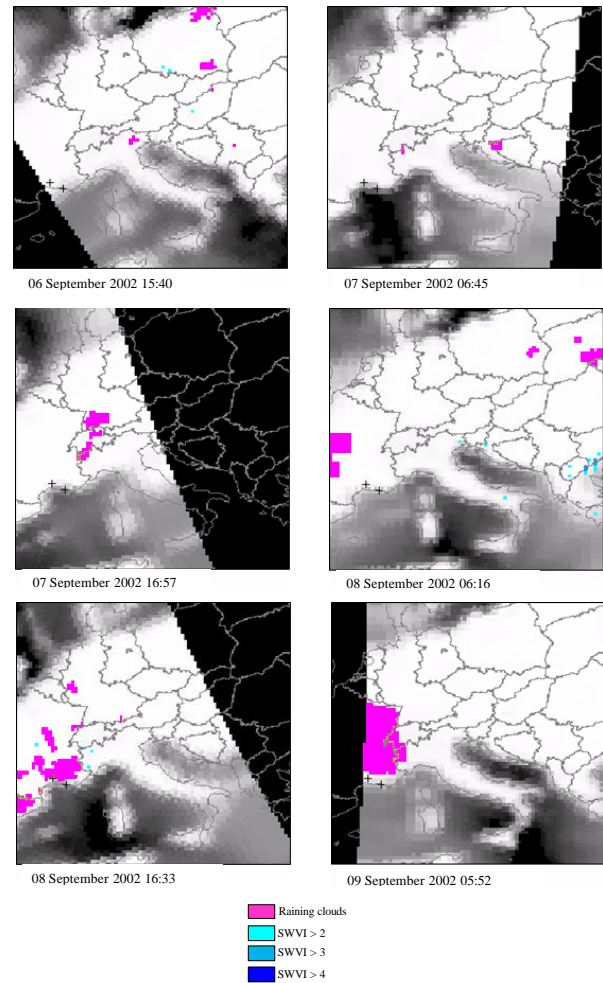 06 September 2002 15:40
07 September 2002 06:45
07 September 2002 16:57
08 September 2002 06:16
08 September 2002 16:33
09 September 2002 05:52
Raining clouds
SWVI > 2
SWVI > 3
SWVI > 4